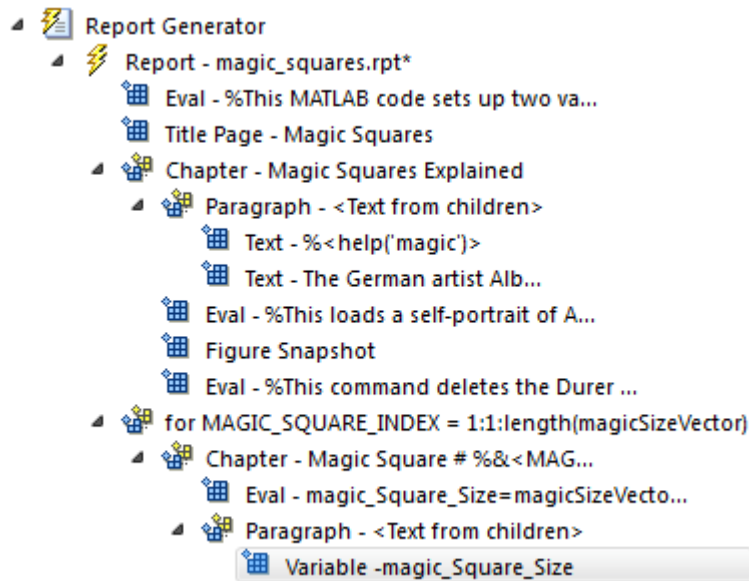 Report Generator
Report - magic_squares.rpt*
Eval - %This MATLAB code sets up two va...
Title Page - Magic Squares
Chapter - Magic Squares Explained
Paragraph - <Text from children>
Text - %<help('magic')>
Text - The German artist Alb...
Eval - %This loads a self-portrait of A...
Figure Snapshot
Eval - %This command deletes the Durer ...
for MAGIC_SQUARE_INDEX = 1:1:length(magicSizeVector)
Chapter - Magic Square # %&<MAG...
Eval - magic_Square_Size=magicSizeVecto...
Paragraph - <Text from children>
Variable -magic_Square_Size